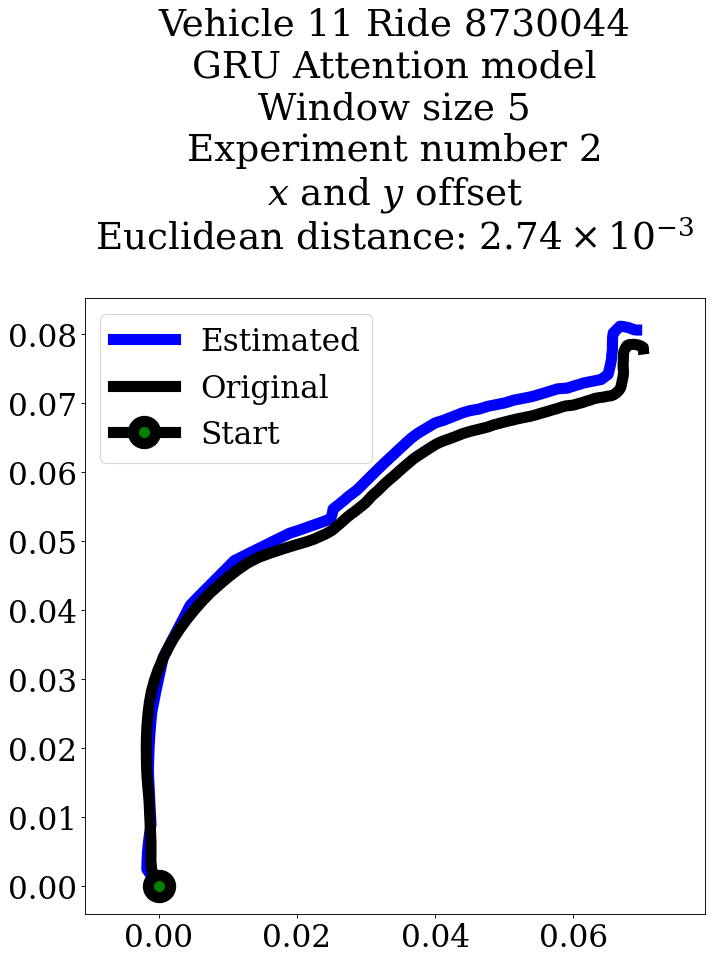 Vehicle 11 Ride 8730044
GRU Attention model
Window size 5
Experiment number 2
x and y offset
Euclidean distance: 2.74 × 10⁻³
Estimated
Original
Start
0.08
0.07
0.06
0.05
0.04
0.03
0.02
0.01
0.00
0.00 0.02 0.04 0.06